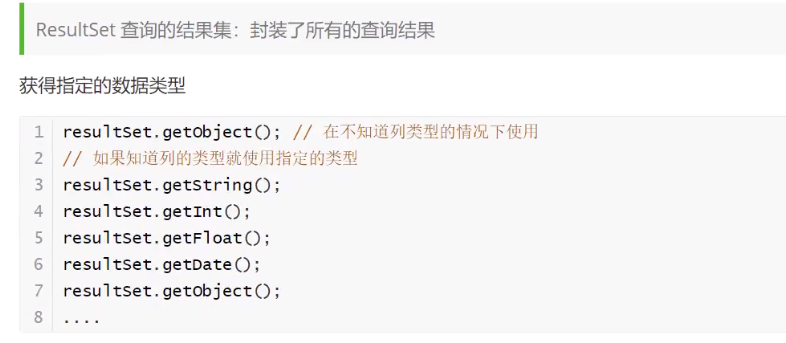 ResultSet 查询的结果集：封装了所有的查询结果
获得指定的数据类型
1 resultSet.getObject(); // 在不知道列类型的情况下使用
2 // 如果知道列的类型就使用指定的类型
3 resultSet.getString();
4 resultSet.getInt();
5 resultSet.getFloat();
6 resultSet.getDate();
7 resultSet.getObject();
8 ....